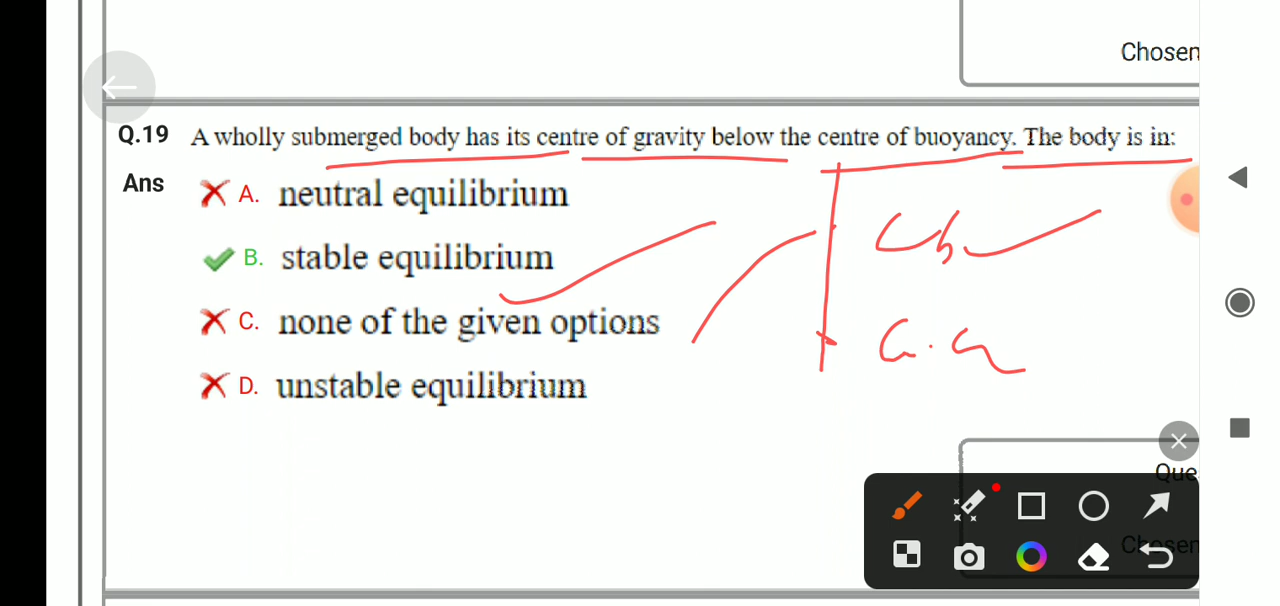 Chosen
Q.19 A wholly submerged body has its centre of gravity below the centre of buoyancy. The body is in:
Ans A. neutral equilibrium
B. stable equilibrium
C. none of the given options
D. unstable equilibrium
G.G
Que
Chosen